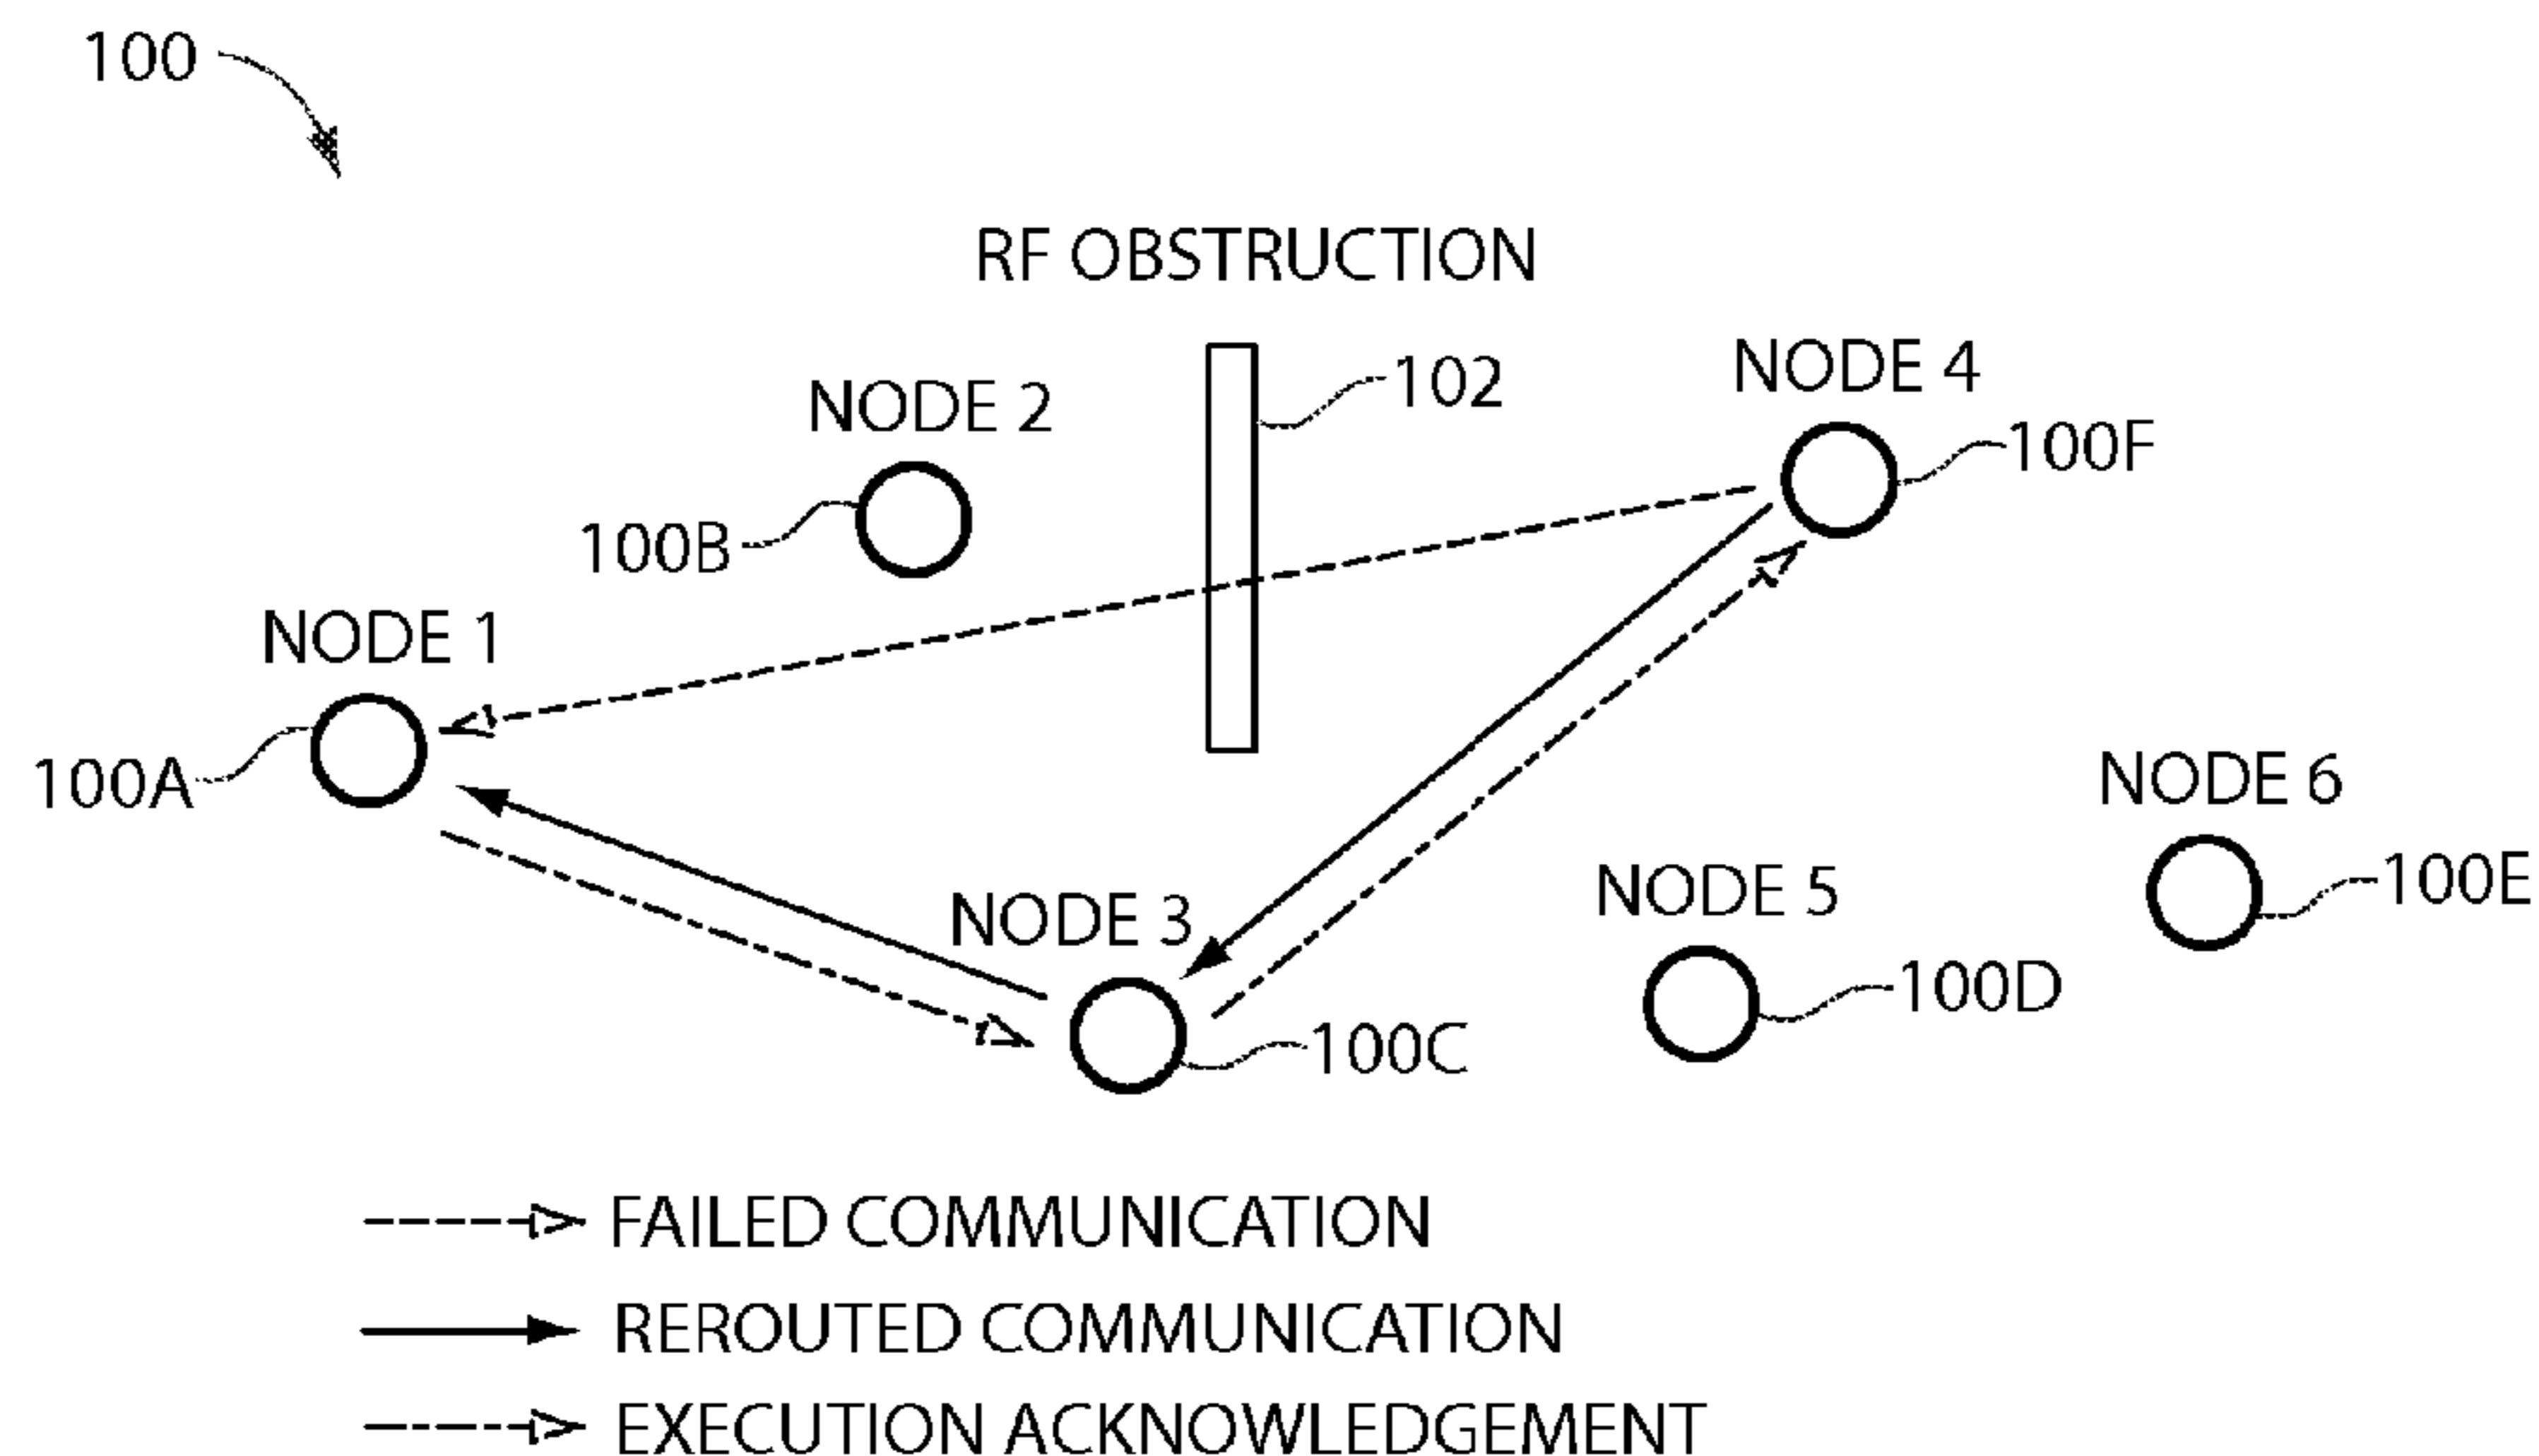 100
RF OBSTRUCTION
102
NODE 4
100F
NODE 2
100B
NODE 1
100A
NODE 6
100E
NODE 5
100D
NODE 3
100C
FAILED COMMUNICATION
REROUTED COMMUNICATION
EXECUTION ACKNOWLEDGEMENT